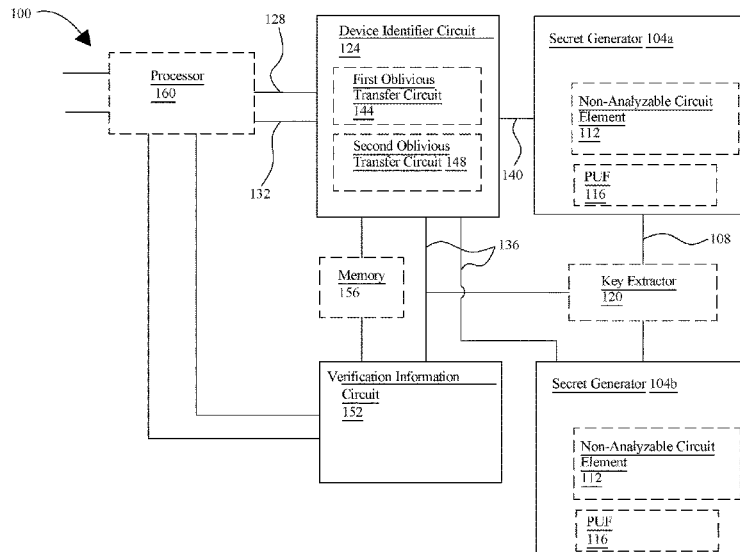 100
128
Processor
160
132
Device Identifier Circuit
124
First Oblivious
Transfer Circuit
144
Second Oblivious
Transfer Circuit 148
140
Secret Generator 104a
Non-Analyzable Circuit
Element
112
PUF
116
136
108
Memory
156
Key Extractor
120
Verification Information
Circuit
152
Secret Generator 104b
Non-Analyzable Circuit
Element
112
PUF
116